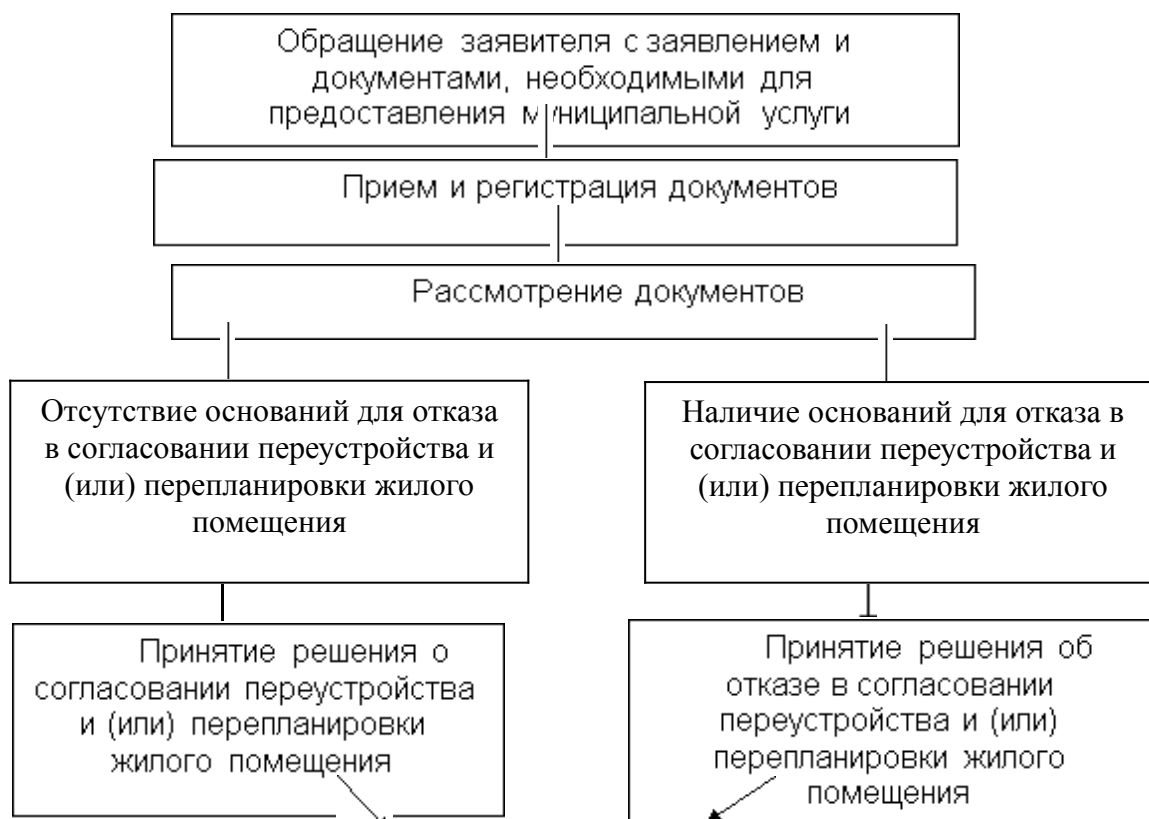 Обращение заявителя с заявлением и
документами, необходимыми для
предоставления муниципальной услуги
Прием и регистрация документов
Рассмотрение документов
Отсутствие оснований для отказа
в согласовании переустройства и
(или) перепланировки жилого
помещения
Наличие оснований для отказа в
согласовании переустройства и
(или) перепланировки жилого
помещения
Принятие решения о
согласовании переустройства
и (или) перепланировки
жилого помещения
Принятие решения об
отказе в согласовании
переустройства и (или)
перепланировки жилого
помещения